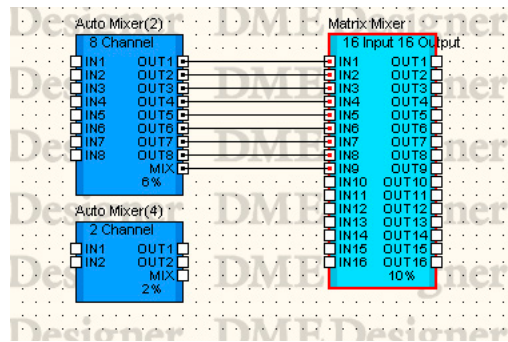 DME Designer
Auto Mixer(2)
8 Channel
IN1 OUT1
IN2 OUT2
IN3 OUT3
IN4 OUT4
IN5 OUT5
IN6 OUT6
IN7 OUT7
IN8 OUT8
MIX
6%
Auto Mixer(4)
2 Channel
IN1 OUT1
IN2 OUT2
MIX
2%
Matrix Mixer
16 Input 16 Output
IN1 OUT1
IN2 OUT2
IN3 OUT3
IN4 OUT4
IN5 OUT5
IN6 OUT6
IN7 OUT7
IN8 OUT8
IN9 OUT9
IN10 OUT10
IN11 OUT11
IN12 OUT12
IN13 OUT13
IN14 OUT14
IN15 OUT15
IN16 OUT16
10%